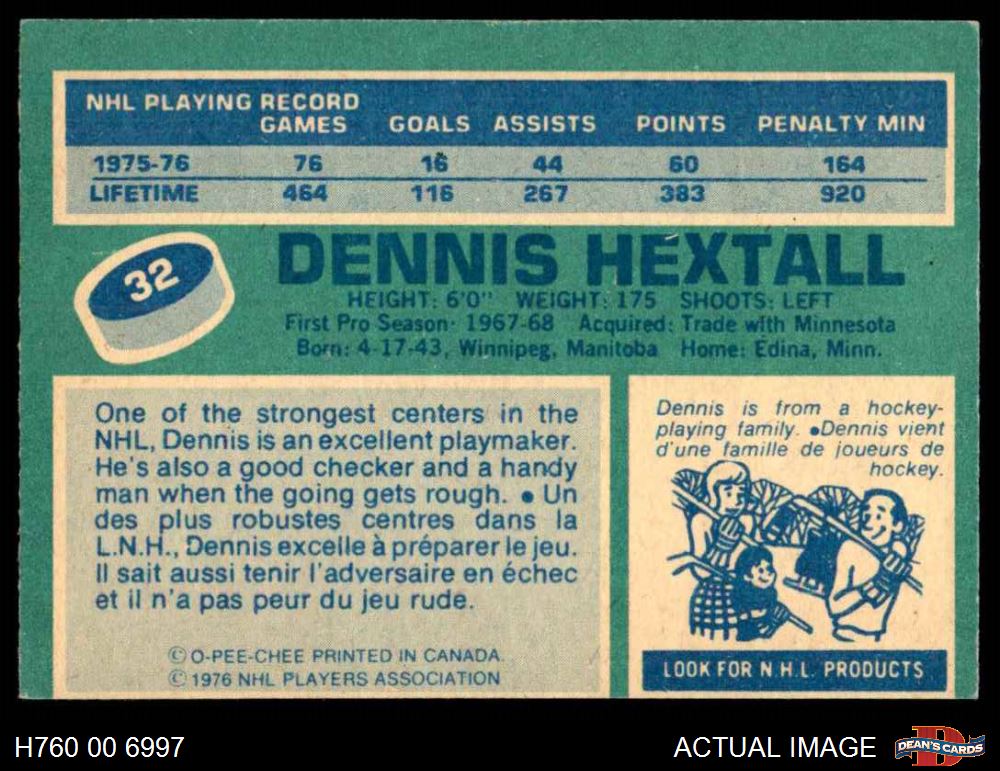 NHL PLAYING RECORD
GAMES GOALS ASSISTS POINTS PENALTY MIN
1975-76 76 16 44 60 164
LIFETIME 464 116 267 383 920
32
DENNIS HEXTALL
HEIGHT: 6'0" WEIGHT: 175 SHOOTS: LEFT
First Pro Season: 1967-68 Acquired: Trade with Minnesota
Born: 4-17-43, Winnipeg, Manitoba Home: Edina, Minn.
One of the strongest centers in the
NHL, Dennis is an excellent playmaker.
He's also a good checker and a handy
man when the going gets rough. • Un
des plus robustes centres dans la
L.N.H., Dennis excelle à préparer le jeu.
Il sait aussi tenir l'adversaire en échec
et il n'a pas peur du jeu rude.
© O-PEE-CHEE PRINTED IN CANADA.
© 1976 NHL PLAYERS ASSOCIATION
Dennis is from a hockey-
playing family. •Dennis vient
d'une famille de joueurs de
hockey.
LOOK FOR N.H.L. PRODUCTS
H760 00 6997
ACTUAL IMAGE
D
DEAN'S CARDS